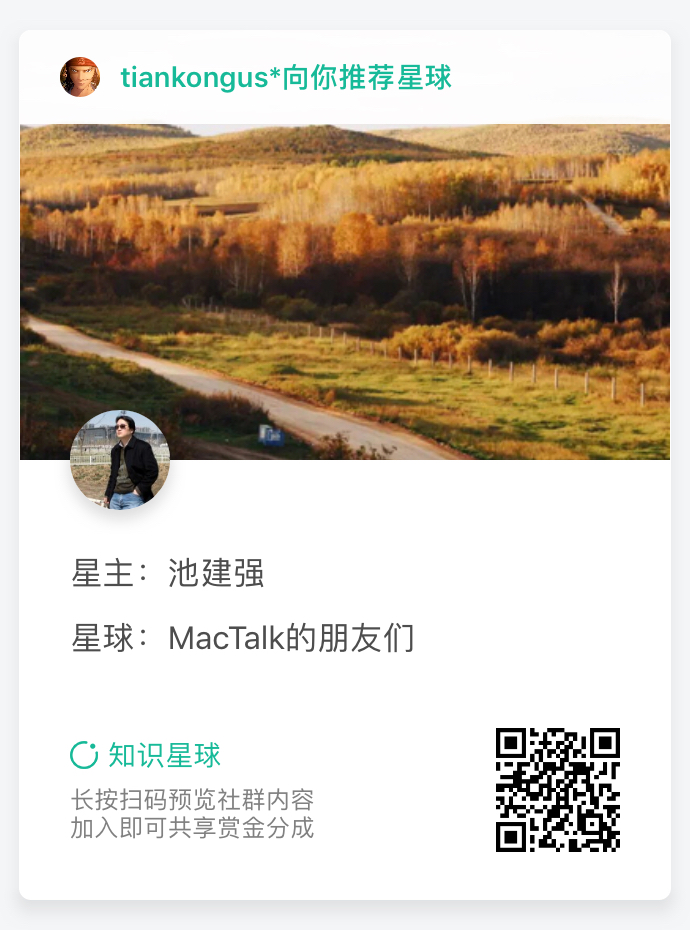 tiankongus*向你推荐星球
星主：池建强
星球：MacTalk的朋友们
知识星球
长按扫码预览社群内容
加入即可共享赏金分成